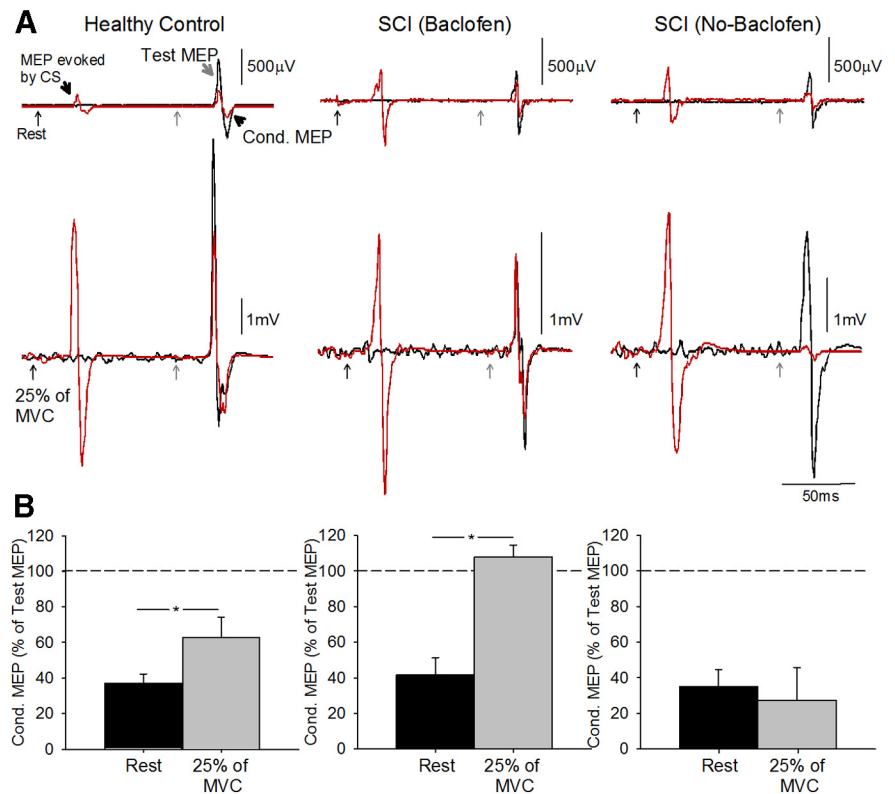 A
Healthy Control
SCI (Baclofen)
SCI (No-Baclofen)
MEP evoked
by CS
Test MEP
500µV
500µV
500µV
Rest
Cond. MEP
1mV
1mV
1mV
25% of
MVC
50ms
B
Cond. MEP (% of Test MEP)
120
100
80
60
40
20
0
*
Rest
25% of
MVC
Cond. MEP (% of Test MEP)
120
100
80
60
40
20
0
*
Rest
25% of
MVC
Cond. MEP (% of Test MEP)
120
100
80
60
40
20
0
Rest
25% of
MVC